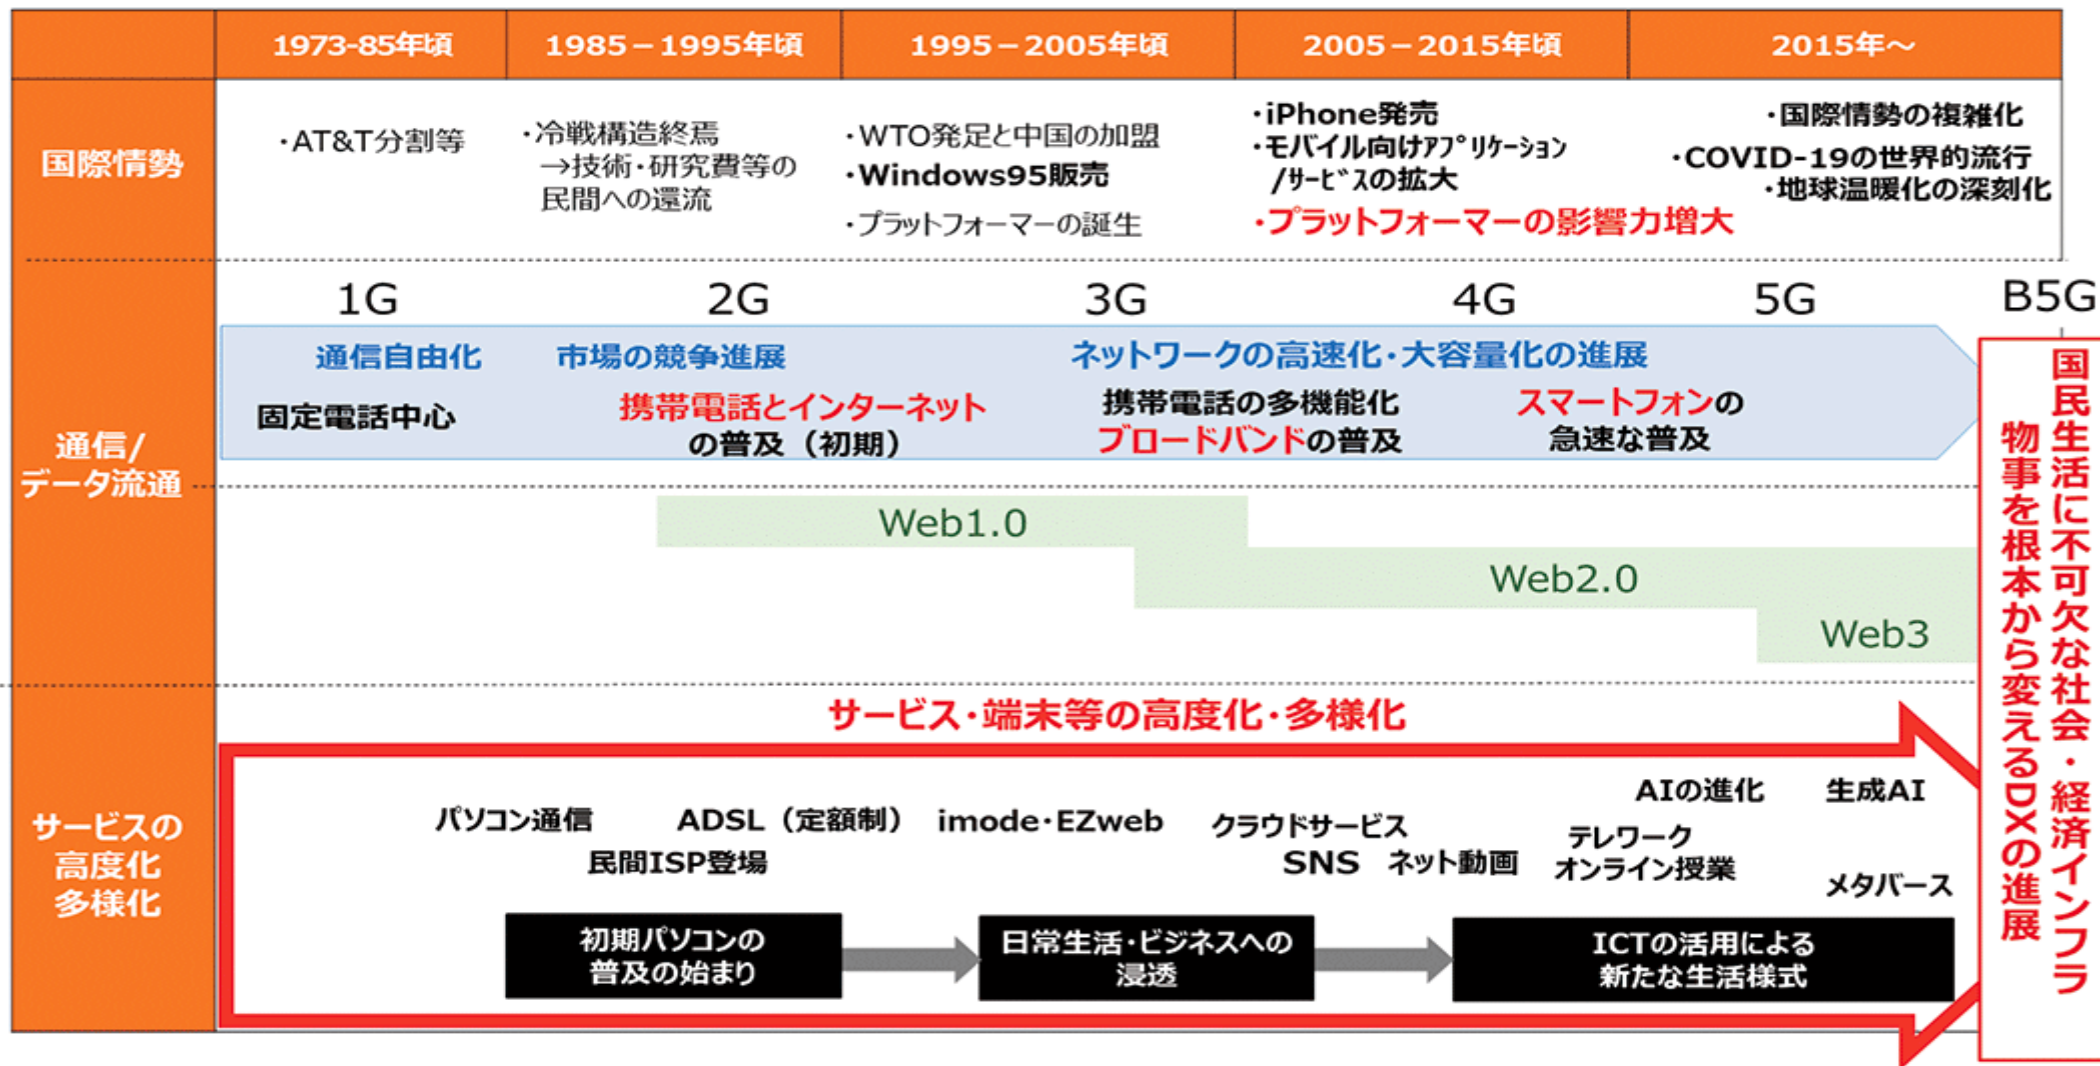 1973-85年頃
1985－1995年頃
1995－2005年頃
2005－2015年頃
2015年～
国際情勢
・AT&T分割等
・冷戦構造終焉
→技術・研究費等の
民間への還流
・WTO発足と中国の加盟
・Windows95販売
・プラットフォーマーの誕生
・iPhone発売
・モバイル向けｱﾌﾟﾘｹｰｼｮﾝ
/ｻｰﾋﾞｽの拡大
・プラットフォーマーの影響力増大
・国際情勢の複雑化
・COVID-19の世界的流行
・地球温暖化の深刻化
通信/
データ流通
1G
2G
3G
4G
5G
B5G
通信自由化
市場の競争進展
ネットワークの高速化・大容量化の進展
固定電話中心
携帯電話とインターネット
の普及（初期）
携帯電話の多機能化
ブロードバンドの普及
スマートフォンの
急速な普及
Web1.0
Web2.0
Web3
サービスの
高度化
多様化
サービス・端末等の高度化・多様化
パソコン通信
民間ISP登場
ADSL（定額制）
imode・EZweb
クラウドサービス
SNS
ネット動画
AIの進化
テレワーク
オンライン授業
生成AI
メタバース
初期パソコンの
普及の始まり
日常生活・ビジネスへの
浸透
ICTの活用による
新たな生活様式
国民生活に不可欠な社会・経済インフラ
物事を根本から変えるDXの進展